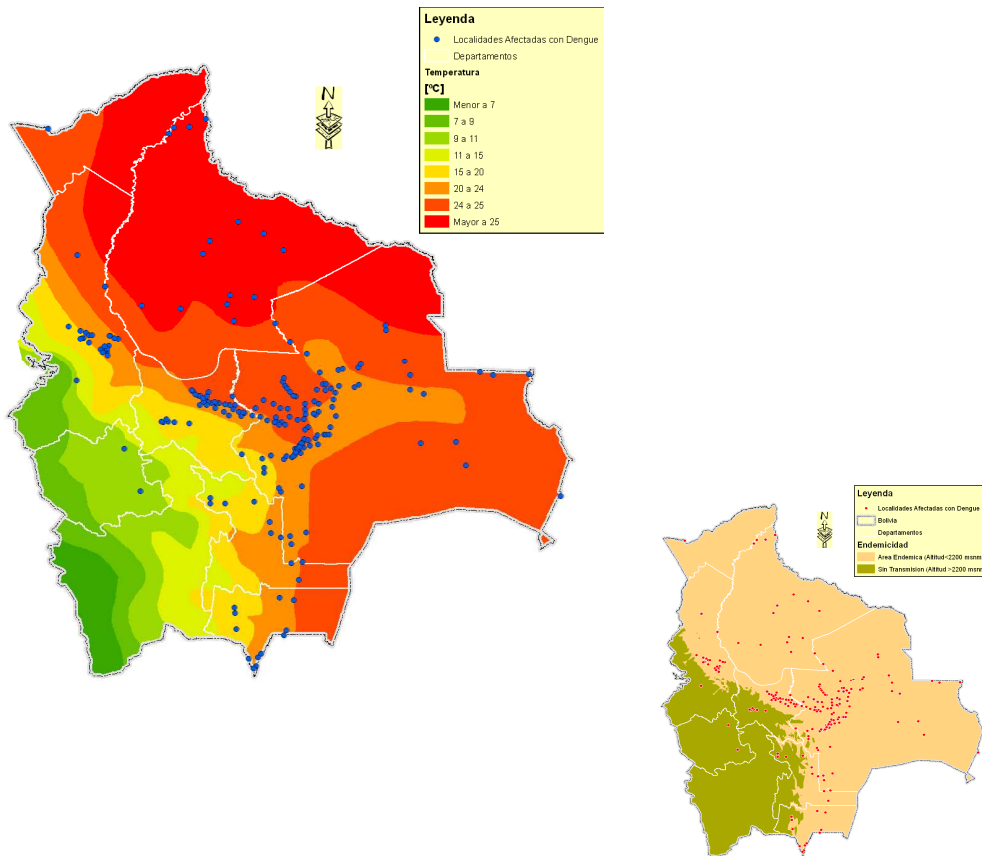 Leyenda
Localidades Afectadas con Dengue
Departamentos
Temperatura
[ºC]
Menor a 7
7 a 9
9 a 11
11 a 15
15 a 20
20 a 24
24 a 25
Mayor a 25
N
Leyenda
Localidades Afectadas con Dengue
Bolivia
Departamentos
Endemicidad
Area Endemica (Altitud<2200 msnm
Sin Transmision (Altitud >2200 msnm
N